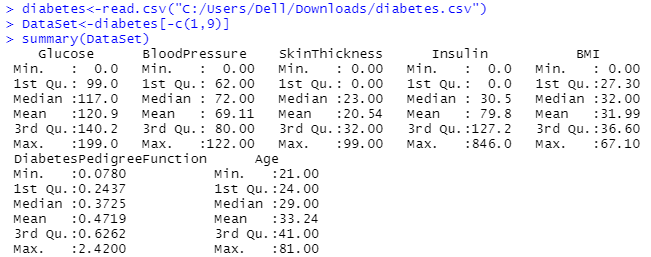 > diabetes<-read.csv("C:/Users/Dell/Downloads/diabetes.csv")
> DataSet<-diabetes[-c(1,9)]
> summary(DataSet)
    Glucose       BloodPressure    SkinThickness      Insulin           BMI
 Min.   :  0.0   Min.   :  0.00   Min.   : 0.00   Min.   :  0.0   Min.   : 0.00
 1st Qu.: 99.0   1st Qu.: 62.00   1st Qu.: 0.00   1st Qu.:  0.0   1st Qu.:27.30
 Median :117.0   Median : 72.00   Median :23.00   Median : 30.5   Median :32.00
 Mean   :120.9   Mean   : 69.11   Mean   :20.54   Mean   : 79.8   Mean   :31.99
 3rd Qu.:140.2   3rd Qu.: 80.00   3rd Qu.:32.00   3rd Qu.:127.2   3rd Qu.:36.60
 Max.   :199.0   Max.   :122.00   Max.   :99.00   Max.   :846.0   Max.   :67.10
 DiabetesPedigreeFunction      Age
 Min.   :0.0780           Min.   :21.00
 1st Qu.:0.2437           1st Qu.:24.00
 Median :0.3725           Median :29.00
 Mean   :0.4719           Mean   :33.24
 3rd Qu.:0.6262           3rd Qu.:41.00
 Max.   :2.4200           Max.   :81.00